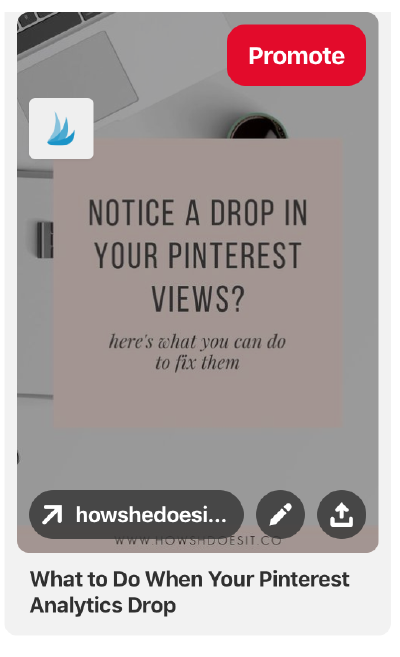 Promote
NOTICE A DROP IN
YOUR PINTEREST
VIEWS?
here's what you can do
to fix them
howshedoesi...
WWW.HOWSHDOESIT.CO
What to Do When Your Pinterest
Analytics Drop